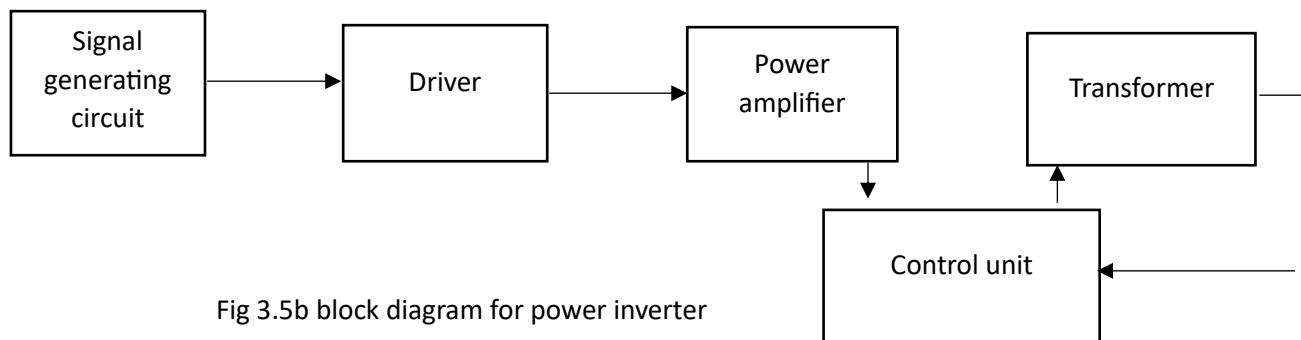 Signal
generating
circuit
Driver
Power
amplifier
Transformer
Control unit
Fig 3.5b block diagram for power inverter